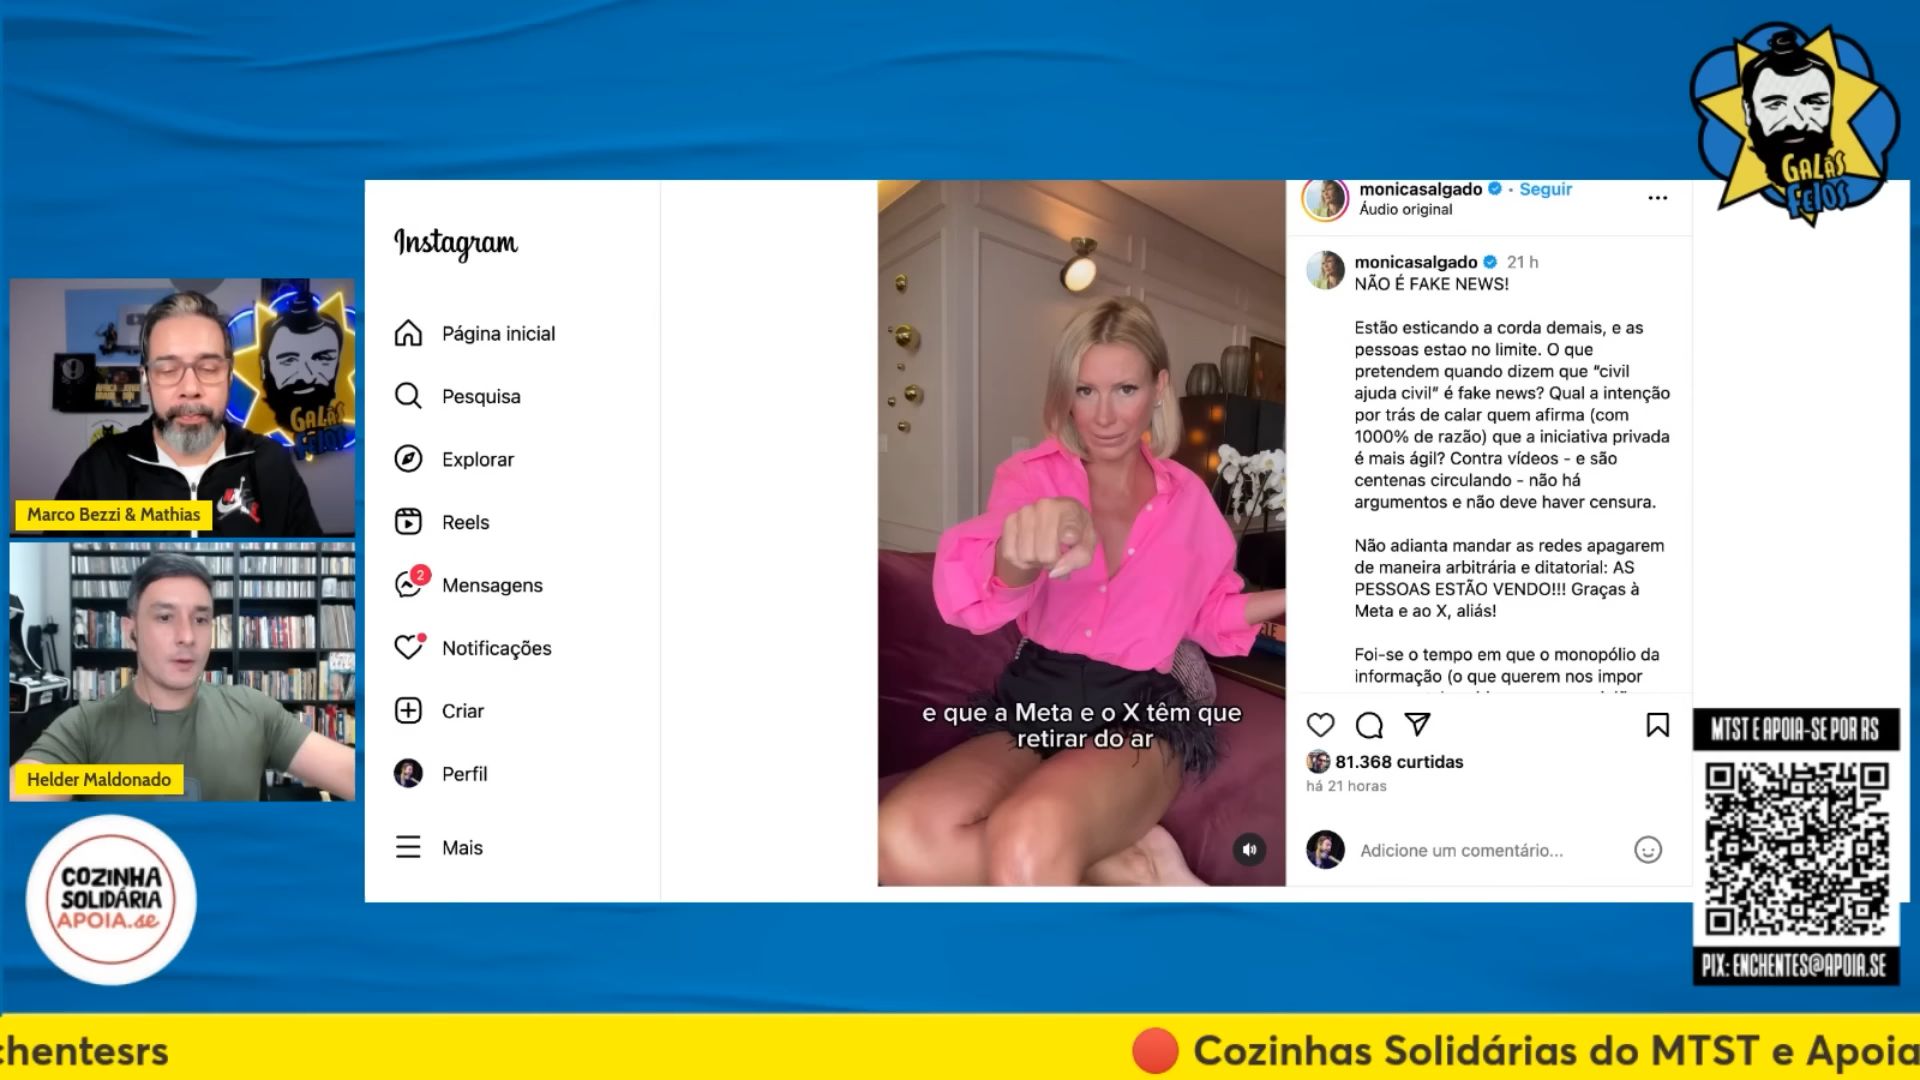 GALÃS
FEIOS
Instagram
Página inicial
Pesquisa
Explorar
Reels
2
Mensagens
Notificações
Criar
Perfil
Mais
e que a Meta e o X têm que
retirar do ar
monicasalgado • Seguir
Áudio original
monicasalgado 21 h
NÃO É FAKE NEWS!
Estão esticando a corda demais, e as
pessoas estao no limite. O que
pretendem quando dizem que “civil
ajuda civil” é fake news? Qual a intenção
por trás de calar quem afirma (com
1000% de razão) que a iniciativa privada
é mais ágil? Contra vídeos - e são
centenas circulando - não há
argumentos e não deve haver censura.
Não adianta mandar as redes apagarem
de maneira arbitrária e ditatorial: AS
PESSOAS ESTÃO VENDO!!! Graças à
Meta e ao X, aliás!
Foi-se o tempo em que o monopólio da
informação (o que querem nos impor
81.368 curtidas
há 21 horas
Adicione um comentário...
GALÃS
FEIOS
Marco Bezzi & Mathias
Helder Maldonado
COZINHA
SOLIDÁRIA
APOIA.se
MTST E APOIA-SE POR RS
PIX: ENCHENTES@APOIA.SE
chentesrs
Cozinhas Solidárias do MTST e Apoia